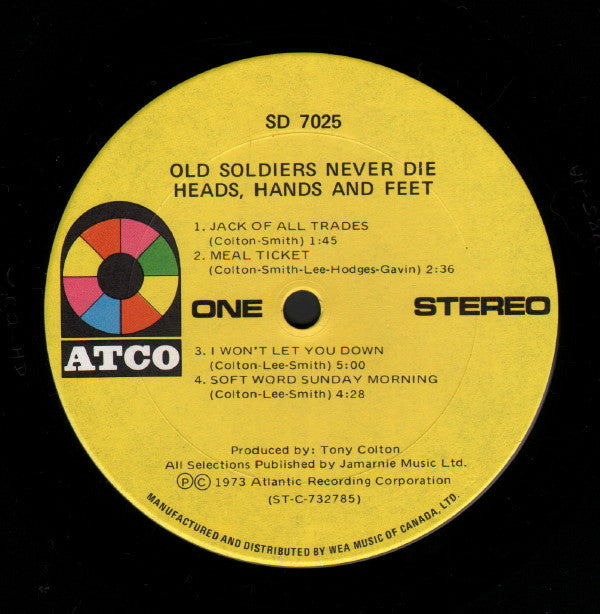 SD 7025
OLD SOLDIERS NEVER DIE
HEADS, HANDS AND FEET
1. JACK OF ALL TRADES
(Colton-Smith) 1:45
2. MEAL TICKET
(Colton-Smith-Lee-Hodges-Gavin) 2:36
ATCO
ONE
STEREO
3. I WON'T LET YOU DOWN
(Colton-Lee-Smith) 5:00
4. SOFT WORD SUNDAY MORNING
(Colton-Lee-Smith) 4:28
Produced by: Tony Colton
All Selections Published by Jamarnie Music Ltd.
Ⓟ© 1973 Atlantic Recording Corporation
(ST-C-732785)
MANUFACTURED AND DISTRIBUTED BY WEA MUSIC OF CANADA, LTD.